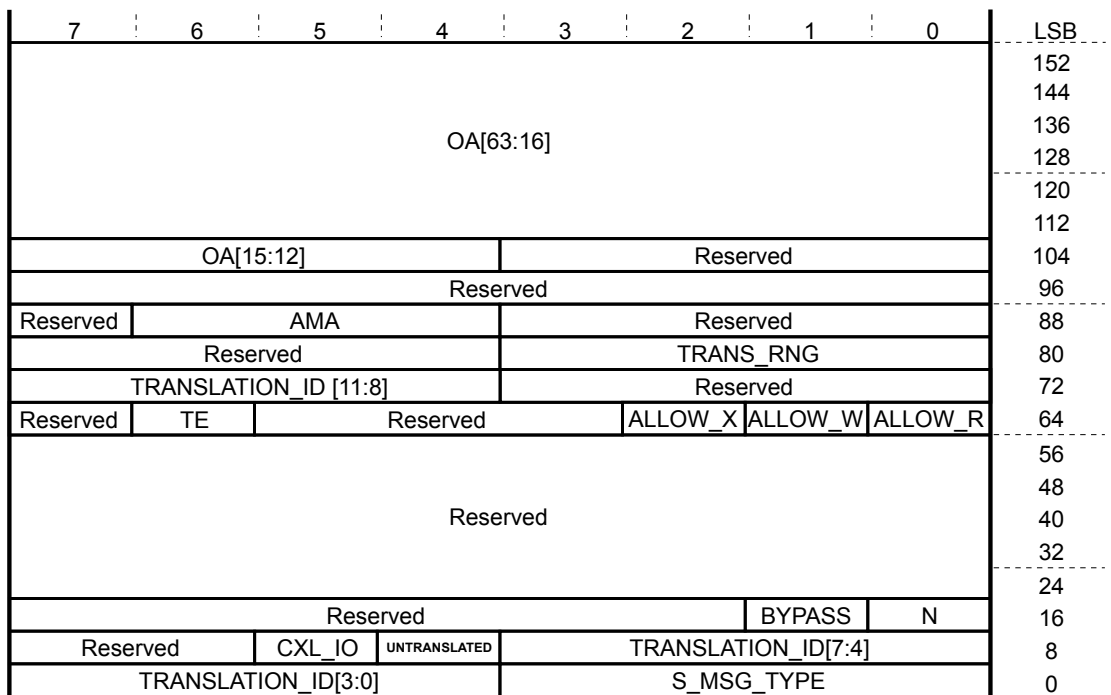 7 6 5 4 3 2 1 0 LSB
152
144
OA[63:16] 136
128
120
112
OA[15:12] Reserved 104
Reserved 96
Reserved AMA Reserved 88
Reserved TRANS_RNG 80
TRANSLATION_ID [11:8] Reserved 72
Reserved TE Reserved ALLOW_X ALLOW_W ALLOW_R 64
56
48
Reserved 40
32
24
Reserved BYPASS N 16
Reserved CXL_IO UNTRANSLATED TRANSLATION_ID[7:4] 8
TRANSLATION_ID[3:0] S_MSG_TYPE 0